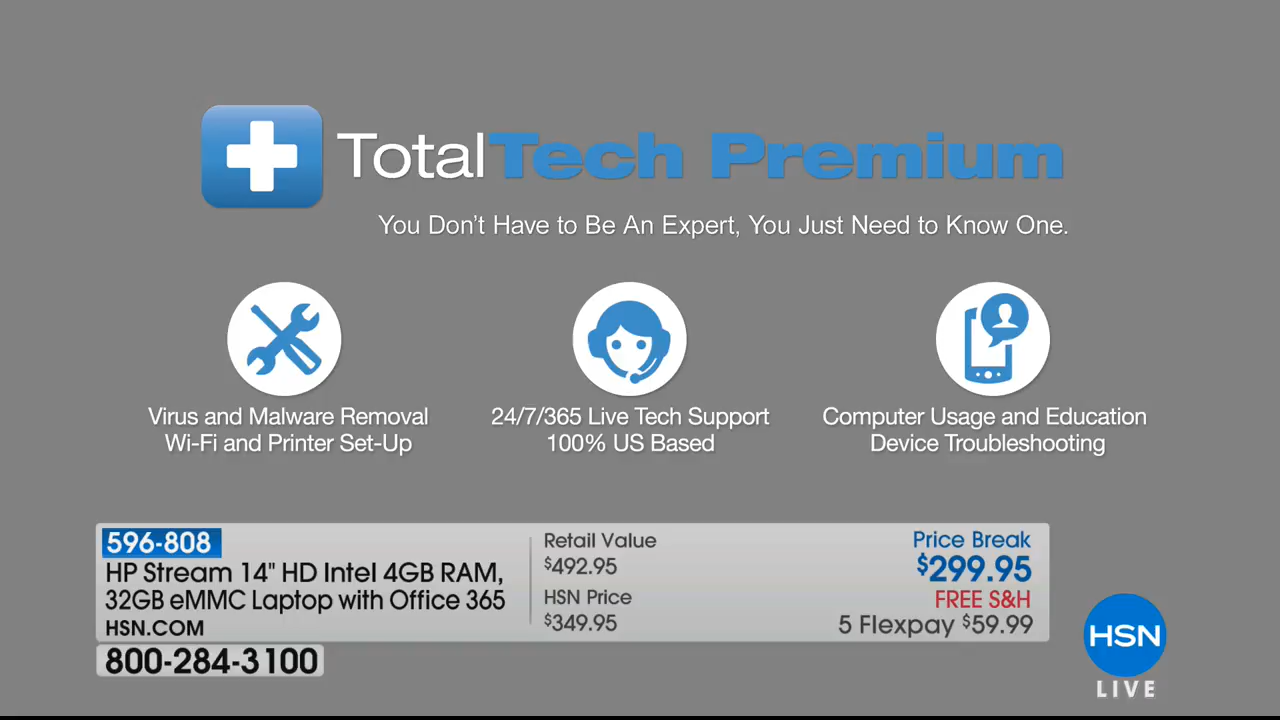 TotalTech Premium
You Don't Have to Be An Expert, You Just Need to Know One.
Virus and Malware Removal
Wi-Fi and Printer Set-Up
24/7/365 Live Tech Support
100% US Based
Computer Usage and Education
Device Troubleshooting
596-808
HP Stream 14" HD Intel 4GB RAM,
32GB eMMC Laptop with Office 365
HSN.COM
800-284-3100
Retail Value
$492.95
HSN Price
$349.95
Price Break
$299.95
FREE S&H
5 Flexpay $59.99
HSN
LIVE